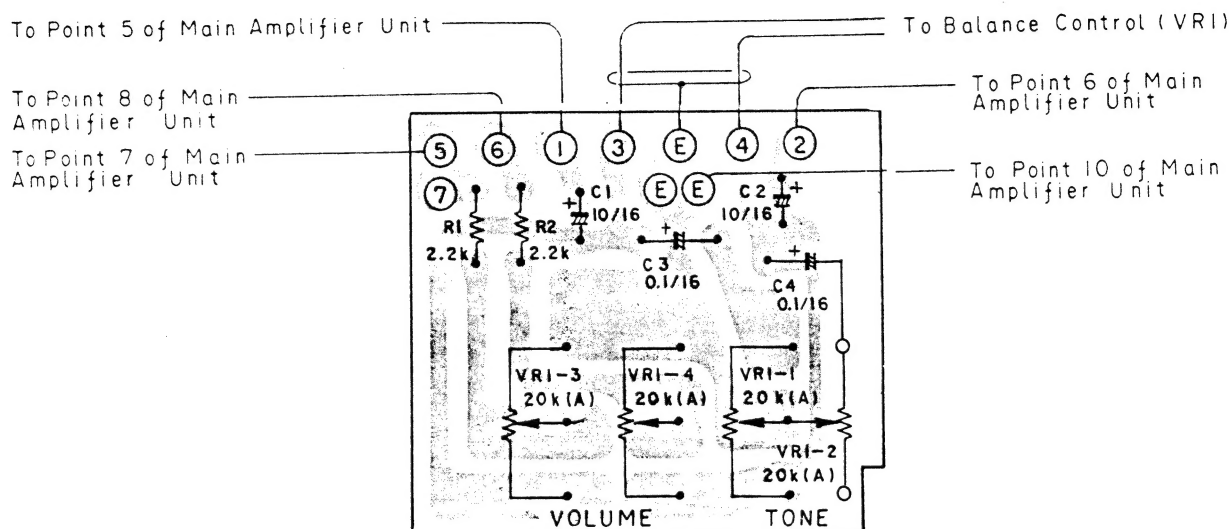 To Point 5 of Main Amplifier Unit
To Balance Control (VR1)
To Point 8 of Main
Amplifier Unit
To Point 6 of Main
Amplifier Unit
To Point 7 of Main
Amplifier Unit
5 6 1 3 E 4 2
To Point 10 of Main
Amplifier Unit
7
E E
C1
+
10/16
C2
+
10/16
R1
2.2k
R2
2.2k
+
C3
0.1/16
+
C4
0.1/16
VR1-3
20k(A)
VR1-4
20k(A)
VR1-1
20k(A)
VR1-2
20k(A)
VOLUME
TONE